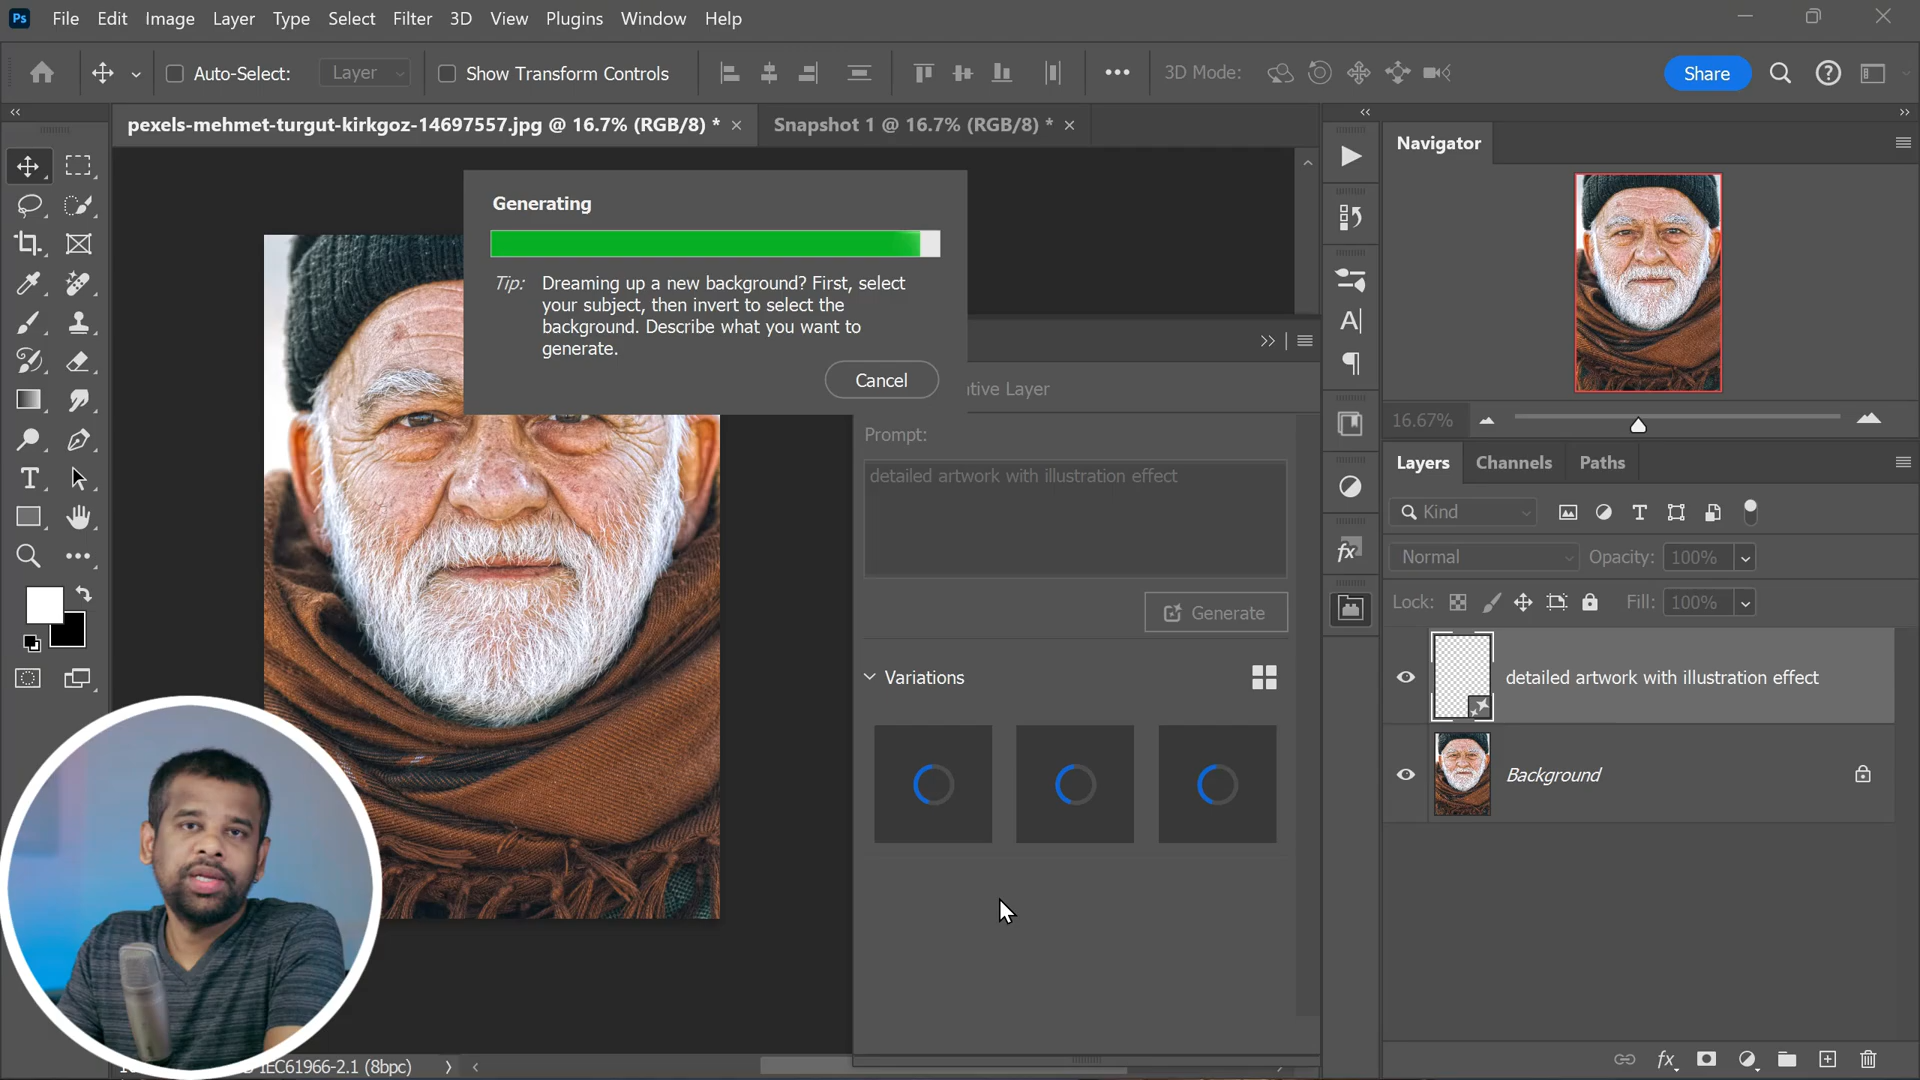 Ps File Edit Image Layer Type Select Filter 3D View Plugins Window Help
Auto-Select: Layer Show Transform Controls 3D Mode: Share
pexels-mehmet-turgut-kirkgoz-14697557.jpg @ 16.7% (RGB/8) * Snapshot 1 @ 16.7% (RGB/8) *
Navigator
Generating
Tip: Dreaming up a new background? First, select
your subject, then invert to select the
background. Describe what you want to
generate.
Cancel
tive Layer
16.67%
Prompt:
detailed artwork with illustration effect
Generate
Variations
Layers Channels Paths
Kind
Normal Opacity: 100%
Lock: Fill: 100%
detailed artwork with illustration effect
Background
IEC61966-2.1 (8bpc)